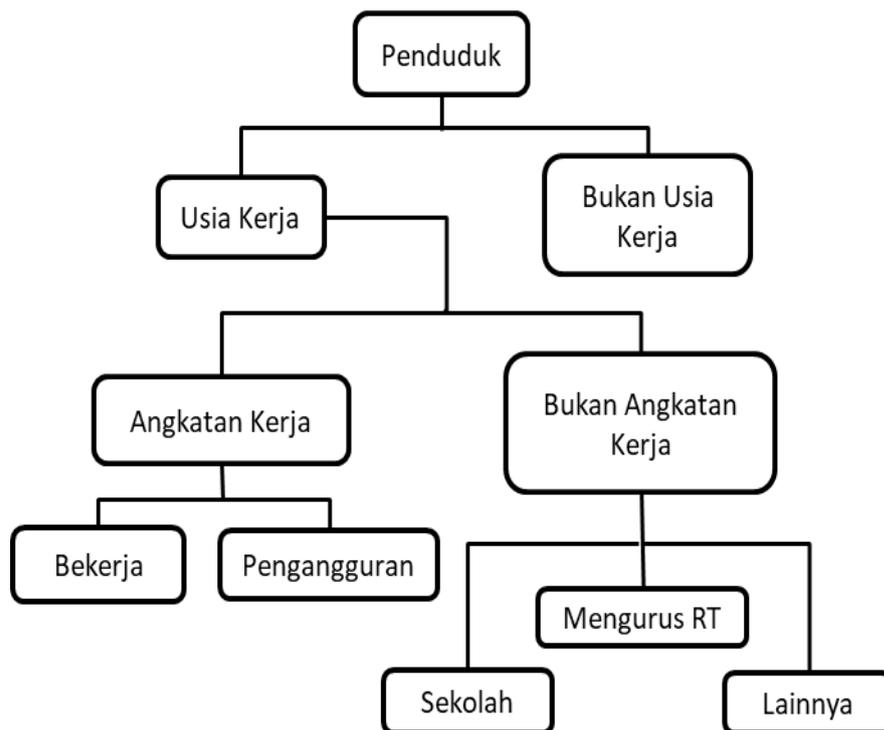 Penduduk
Usia Kerja
Bukan Usia
Kerja
Angkatan Kerja
Bukan Angkatan
Kerja
Bekerja
Pengangguran
Mengurus RT
Sekolah
Lainnya